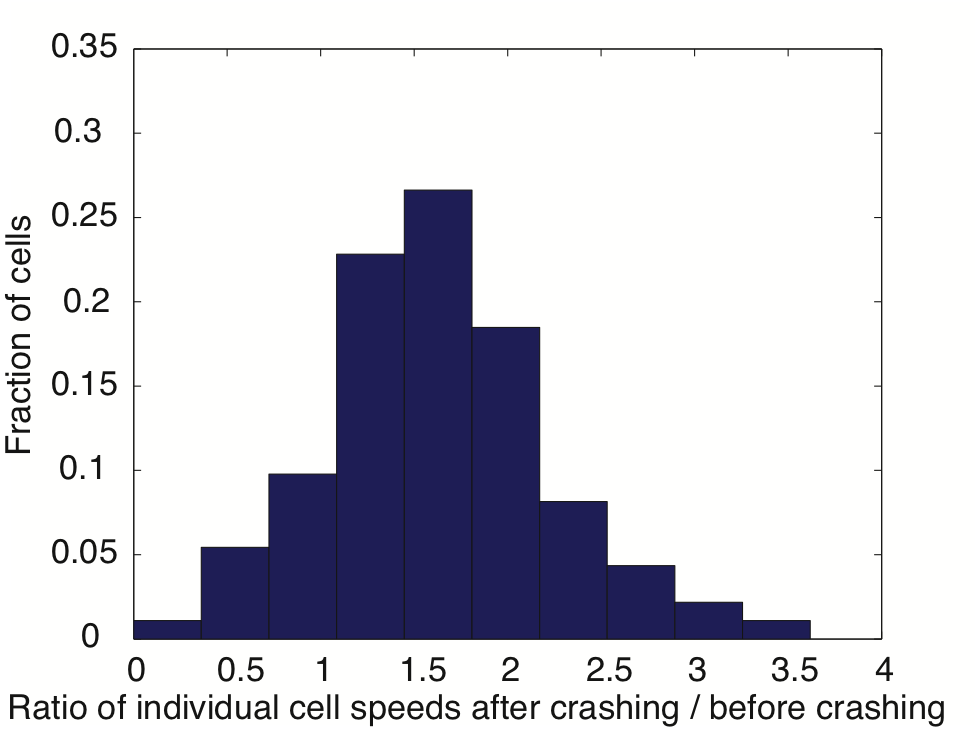 0.35
0.3
0.25
0.2
0.15
0.1
0.05
0
Fraction of cells
0 0.5 1 1.5 2 2.5 3 3.5 4
Ratio of individual cell speeds after crashing / before crashing